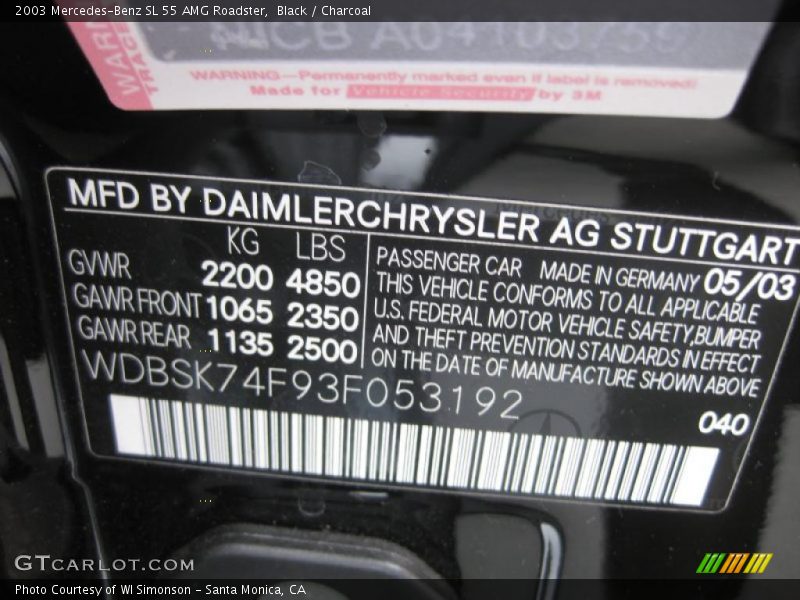 2003 Mercedes-Benz SL 55 AMG Roadster, Black / Charcoal
NICB A04103759
WARNING—Permanently marked even if label is removed!
Made for Vehicle Security by 3M
MFD BY DAIMLERCHRYSLER AG STUTTGART
KG LBS
GVWR 2200 4850
GAWR FRONT 1065 2350
GAWR REAR 1135 2500
PASSENGER CAR MADE IN GERMANY 05/03
THIS VEHICLE CONFORMS TO ALL APPLICABLE
U.S. FEDERAL MOTOR VEHICLE SAFETY,BUMPER
AND THEFT PREVENTION STANDARDS IN EFFECT
ON THE DATE OF MANUFACTURE SHOWN ABOVE
WDBSK74F93F053192
040
GTCARLOT.COM
Photo Courtesy of WI Simonson - Santa Monica, CA